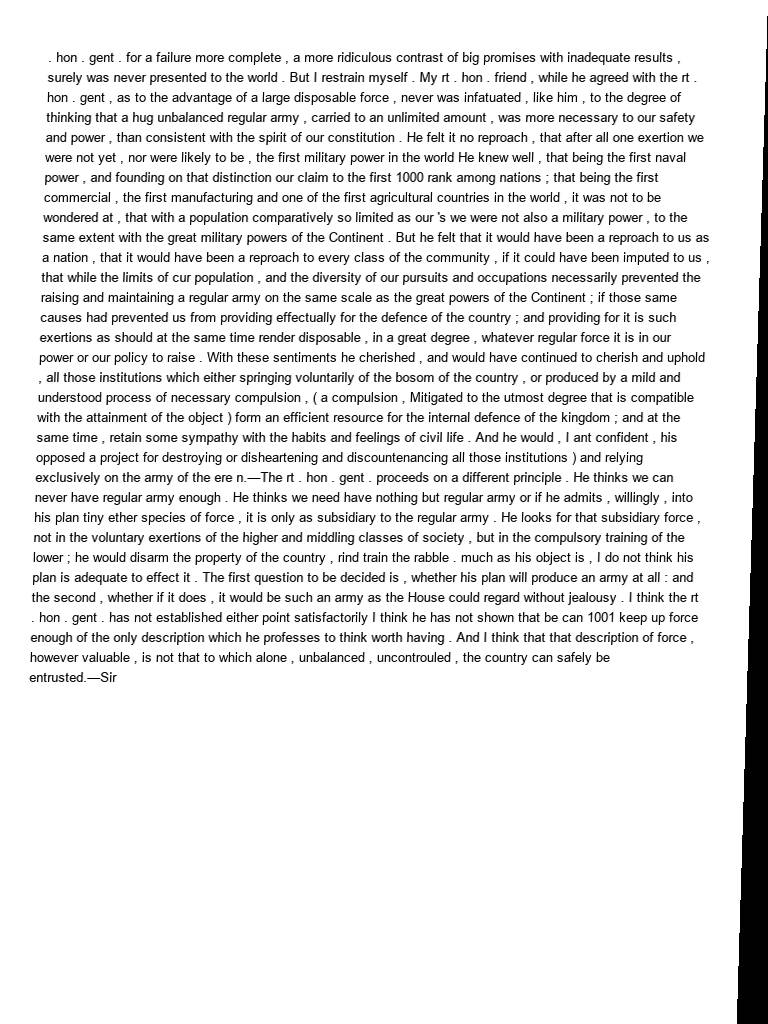 . hon . gent . for a failure more complete , a more ridiculous contrast of big promises with inadequate results ,
surely was never presented to the world . But I restrain myself . My rt . hon . friend , while he agreed with the rt .
hon . gent , as to the advantage of a large disposable force , never was infatuated , like him , to the degree of
thinking that a hug unbalanced regular army , carried to an unlimited amount , was more necessary to our safety
and power , than consistent with the spirit of our constitution . He felt it no reproach , that after all one exertion we
were not yet , nor were likely to be , the first military power in the world He knew well , that being the first naval
power , and founding on that distinction our claim to the first 1000 rank among nations ; that being the first
commercial , the first manufacturing and one of the first agricultural countries in the world , it was not to be
wondered at , that with a population comparatively so limited as our 's we were not also a military power , to the
same extent with the great military powers of the Continent . But he felt that it would have been a reproach to us as
a nation , that it would have been a reproach to every class of the community , if it could have been imputed to us ,
that while the limits of cur population , and the diversity of our pursuits and occupations necessarily prevented the
raising and maintaining a regular army on the same scale as the great powers of the Continent ; if those same
causes had prevented us from providing effectually for the defence of the country ; and providing for it is such
exertions as should at the same time render disposable , in a great degree , whatever regular force it is in our
power or our policy to raise . With these sentiments he cherished , and would have continued to cherish and uphold
, all those institutions which either springing voluntarily of the bosom of the country , or produced by a mild and
understood process of necessary compulsion , ( a compulsion , Mitigated to the utmost degree that is compatible
with the attainment of the object ) form an efficient resource for the internal defence of the kingdom ; and at the
same time , retain some sympathy with the habits and feelings of civil life . And he would , I ant confident , his
opposed a project for destroying or disheartening and discountenancing all those institutions ) and relying
exclusively on the army of the ere n.—The rt . hon . gent . proceeds on a different principle . He thinks we can
never have regular army enough . He thinks we need have nothing but regular army or if he admits , willingly , into
his plan tiny ether species of force , it is only as subsidiary to the regular army . He looks for that subsidiary force ,
not in the voluntary exertions of the higher and middling classes of society , but in the compulsory training of the
lower ; he would disarm the property of the country , rind train the rabble . much as his object is , I do not think his
plan is adequate to effect it . The first question to be decided is , whether his plan will produce an army at all : and
the second , whether if it does , it would be such an army as the House could regard without jealousy . I think the rt
. hon . gent . has not established either point satisfactorily I think he has not shown that be can 1001 keep up force
enough of the only description which he professes to think worth having . And I think that that description of force ,
however valuable , is not that to which alone , unbalanced , uncontrouled , the country can safely be
entrusted.—Sir